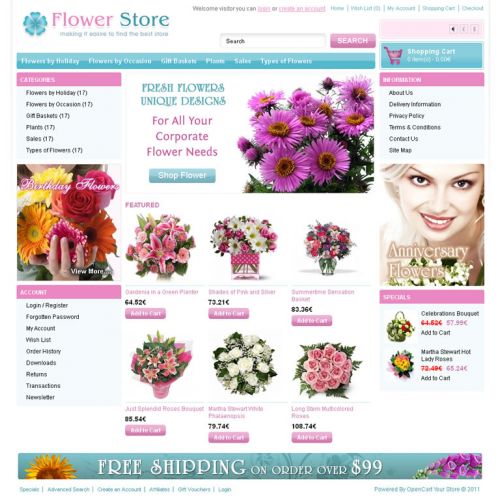 Flower Store
making it easie to find the best store
Welcome visitor you can login or create an account.
Home | Wish List (0) | My Account | Shopping Cart | Checkout
Search
SEARCH
£ $
Shopping Cart
0 item(s) - 0.00€
Flowers by Holiday Flowers by Occasion Gift Baskets Plants Sales Types of Flowers
CATEGORIES
Flowers by Holiday (17)
Flowers by Occasion (17)
Gift Baskets (17)
Plants (17)
Sales (17)
Types of Flowers (17)
FRESH FLOWERS
UNIQUE DESIGNS
For All Your
Corporate
Flower Needs
Shop Flower
INFORMATION
About Us
Delivery Information
Privacy Policy
Terms & Conditions
Contact Us
Site Map
Birthday Flowers
View More...
FEATURED
Gardenia in a Green Planter
64.52€
Add to Cart
Shades of Pink and Silver
73.21€
Add to Cart
Summertime Sensation
Basket
83.36€
Add to Cart
Just Splendid Roses Bouquet
85.54€
Add to Cart
Martha Stewart White
Phalaenopsis
79.74€
Add to Cart
Long Stem Multicolored
Roses
108.74€
Add to Cart
Anniversary
Flowers
ACCOUNT
Login / Register
Forgotten Password
My Account
Wish List
Order History
Downloads
Returns
Transactions
Newsletter
SPECIALS
Celebrations Bouquet
64.52€ 57.99€
Add to Cart
Martha Stewart Hot
Lady Roses
72.49€ 65.24€
Add to Cart
FREE SHIPPING ON ORDER OVER $99
Specials | Advanced Search | Create an Account | Affiliates | Gift Vouchers | Login
Powered By OpenCart Your Store © 2011